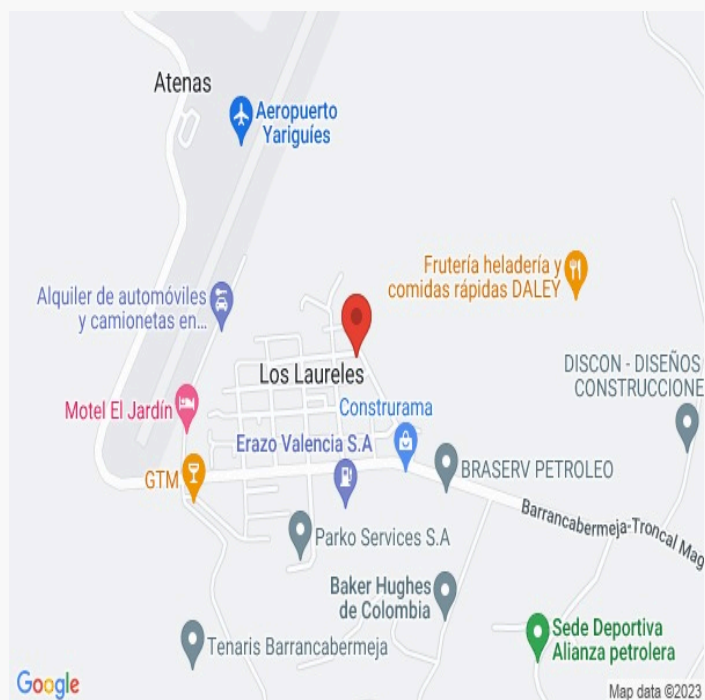 Atenas
Aeropuerto
Yariguíes
Frutería heladería y
comidas rápidas DALEY
Alquiler de automóviles
y camionetas en...
DISCON - DISEÑOS
CONSTRUCCIONE
Los Laureles
Motel El Jardín
Construrama
Erazo Valencia S.A
BRASERV PETROLEO
GTM
Barrancabermeja-Troncal Mag
Parko Services S.A
Baker Hughes
de Colombia
Sede Deportiva
Alianza petrolera
Tenaris Barrancabermeja
Google
Map data ©2023